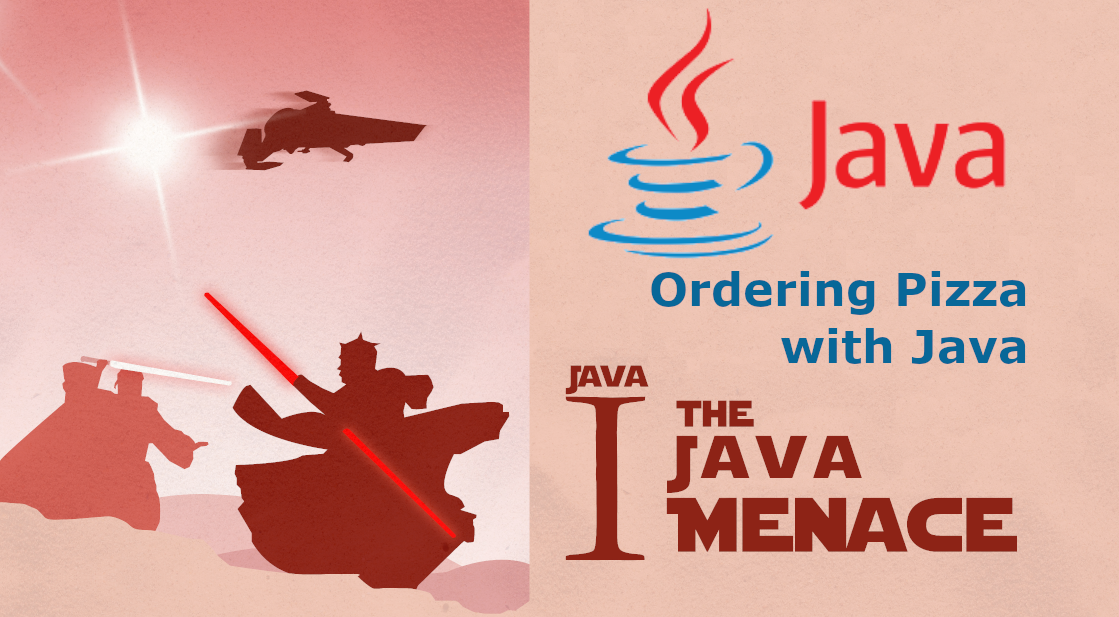 Java
Ordering Pizza
with Java
JAVA
I
THE
JAVA
MENACE